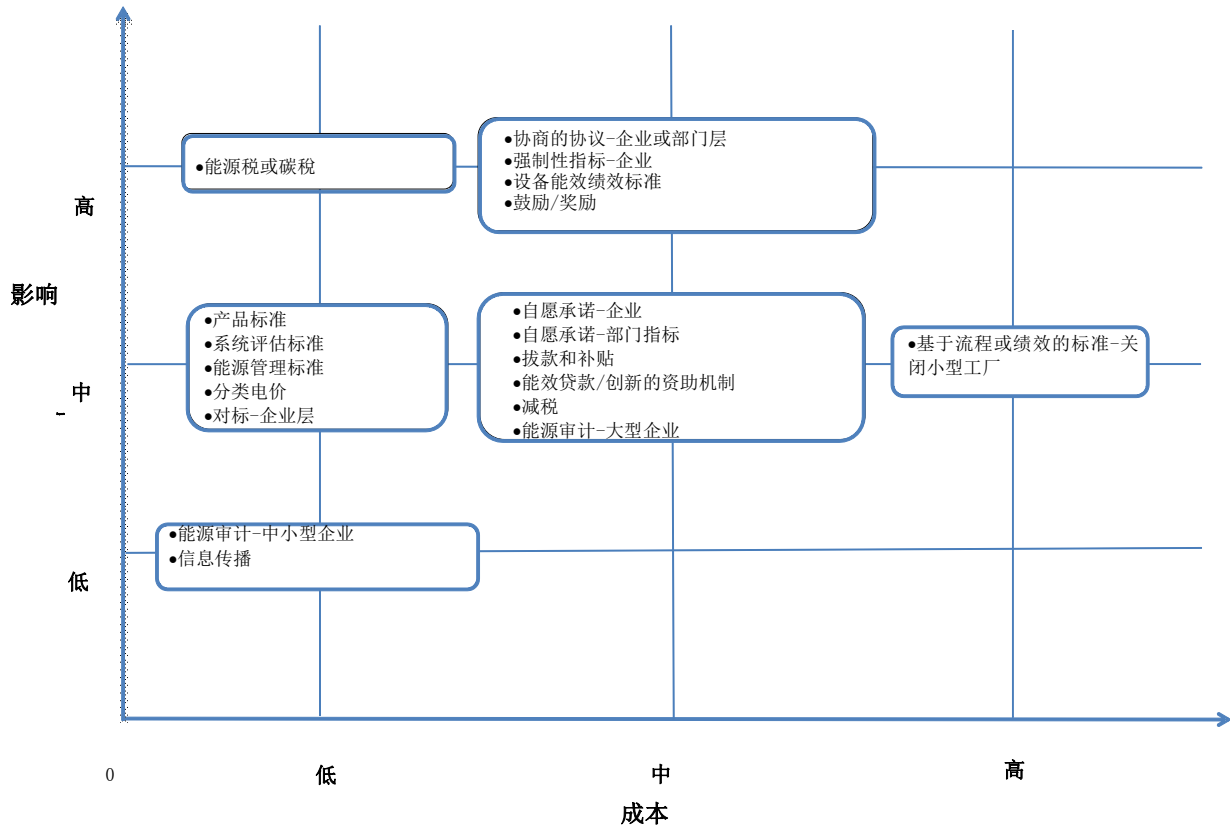 ●能源税或碳税
●协商的协议-企业或部门层
●强制性指标-企业
●设备能效绩效标准
●鼓励/奖励
高
影响
●产品标准
●系统评估标准
●能源管理标准
●分类电价
●对标-企业层
●自愿承诺-企业
●自愿承诺-部门指标
●拔款和补贴
●能效贷款/创新的资助机制
●减税
●能源审计-大型企业
●基于流程或绩效的标准-关
闭小型工厂
中
●能源审计-中小型企业
●信息传播
低
0
低
中
高
成本